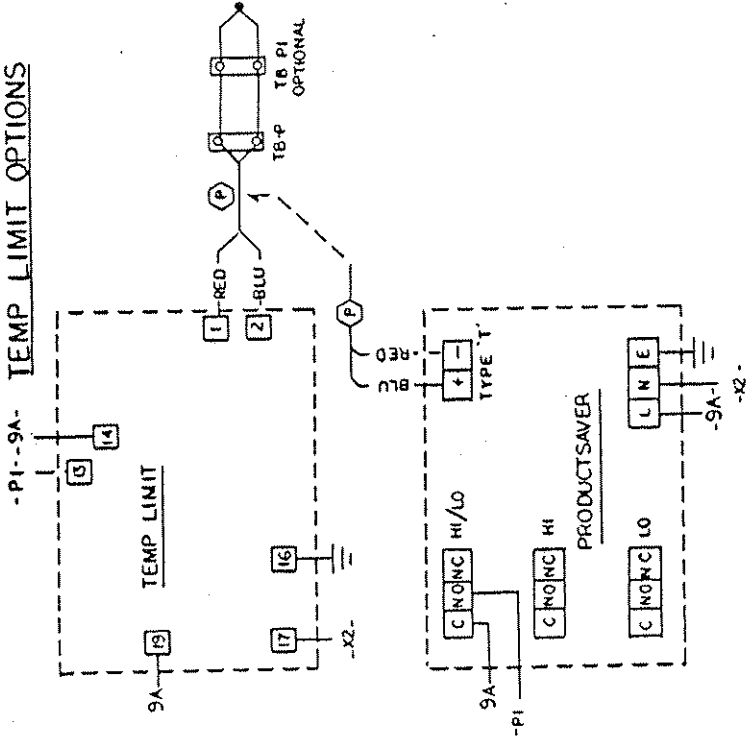 TEMP LIMIT OPTIONS
-P1-
-9A-
13
14
TEMP LIMIT
19
9A-
17
-X2-
16
1
RED
2
BLU
P
TB-P
TB P1
OPTIONAL
P
BLU
RED
+ -
TYPE 'T'
C NO NC HI/LO
9A-
-P1
C NO NC HI
PRODUCTSAVER
C NO NC LO
L N E
-9A-
-X2-